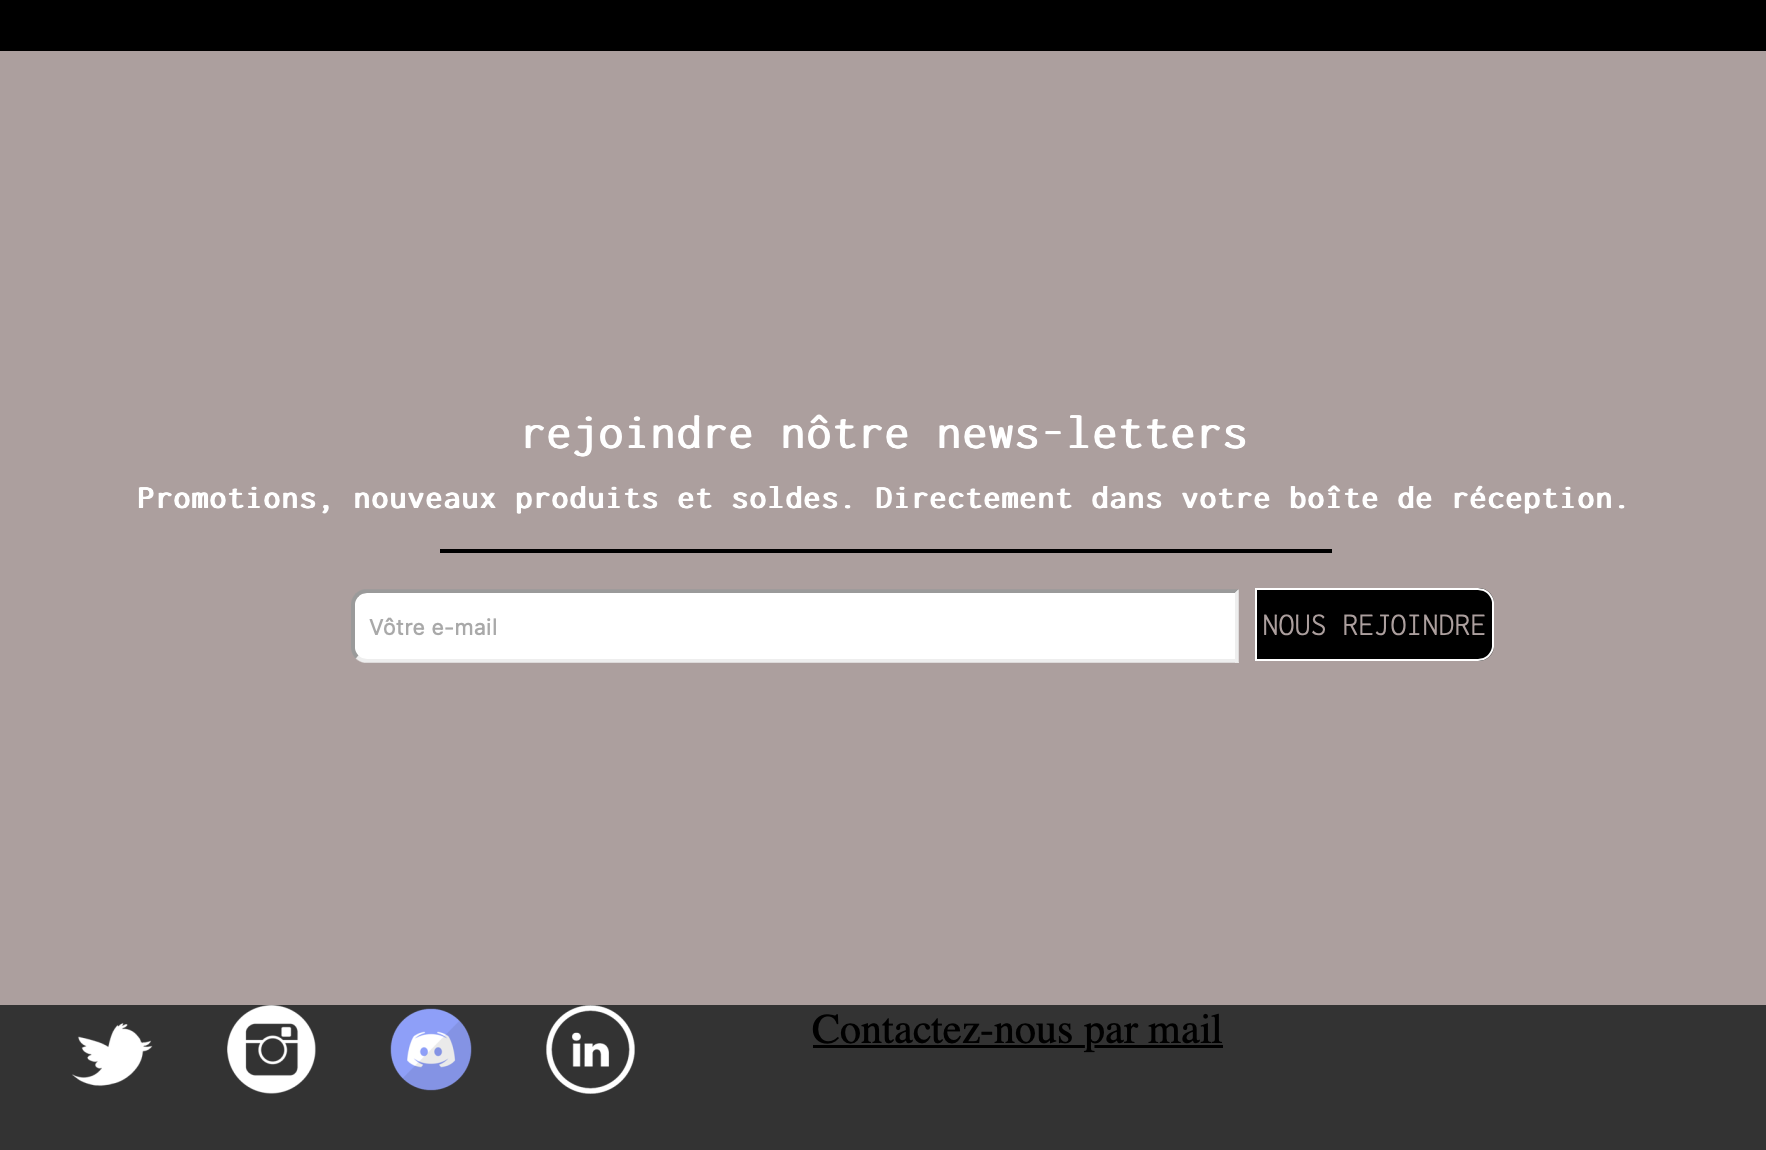 rejoindre nôtre news-letters
Promotions, nouveaux produits et soldes. Directement dans votre boîte de réception.
Vôtre e-mail
NOUS REJOINDRE
in
Contactez-nous par mail